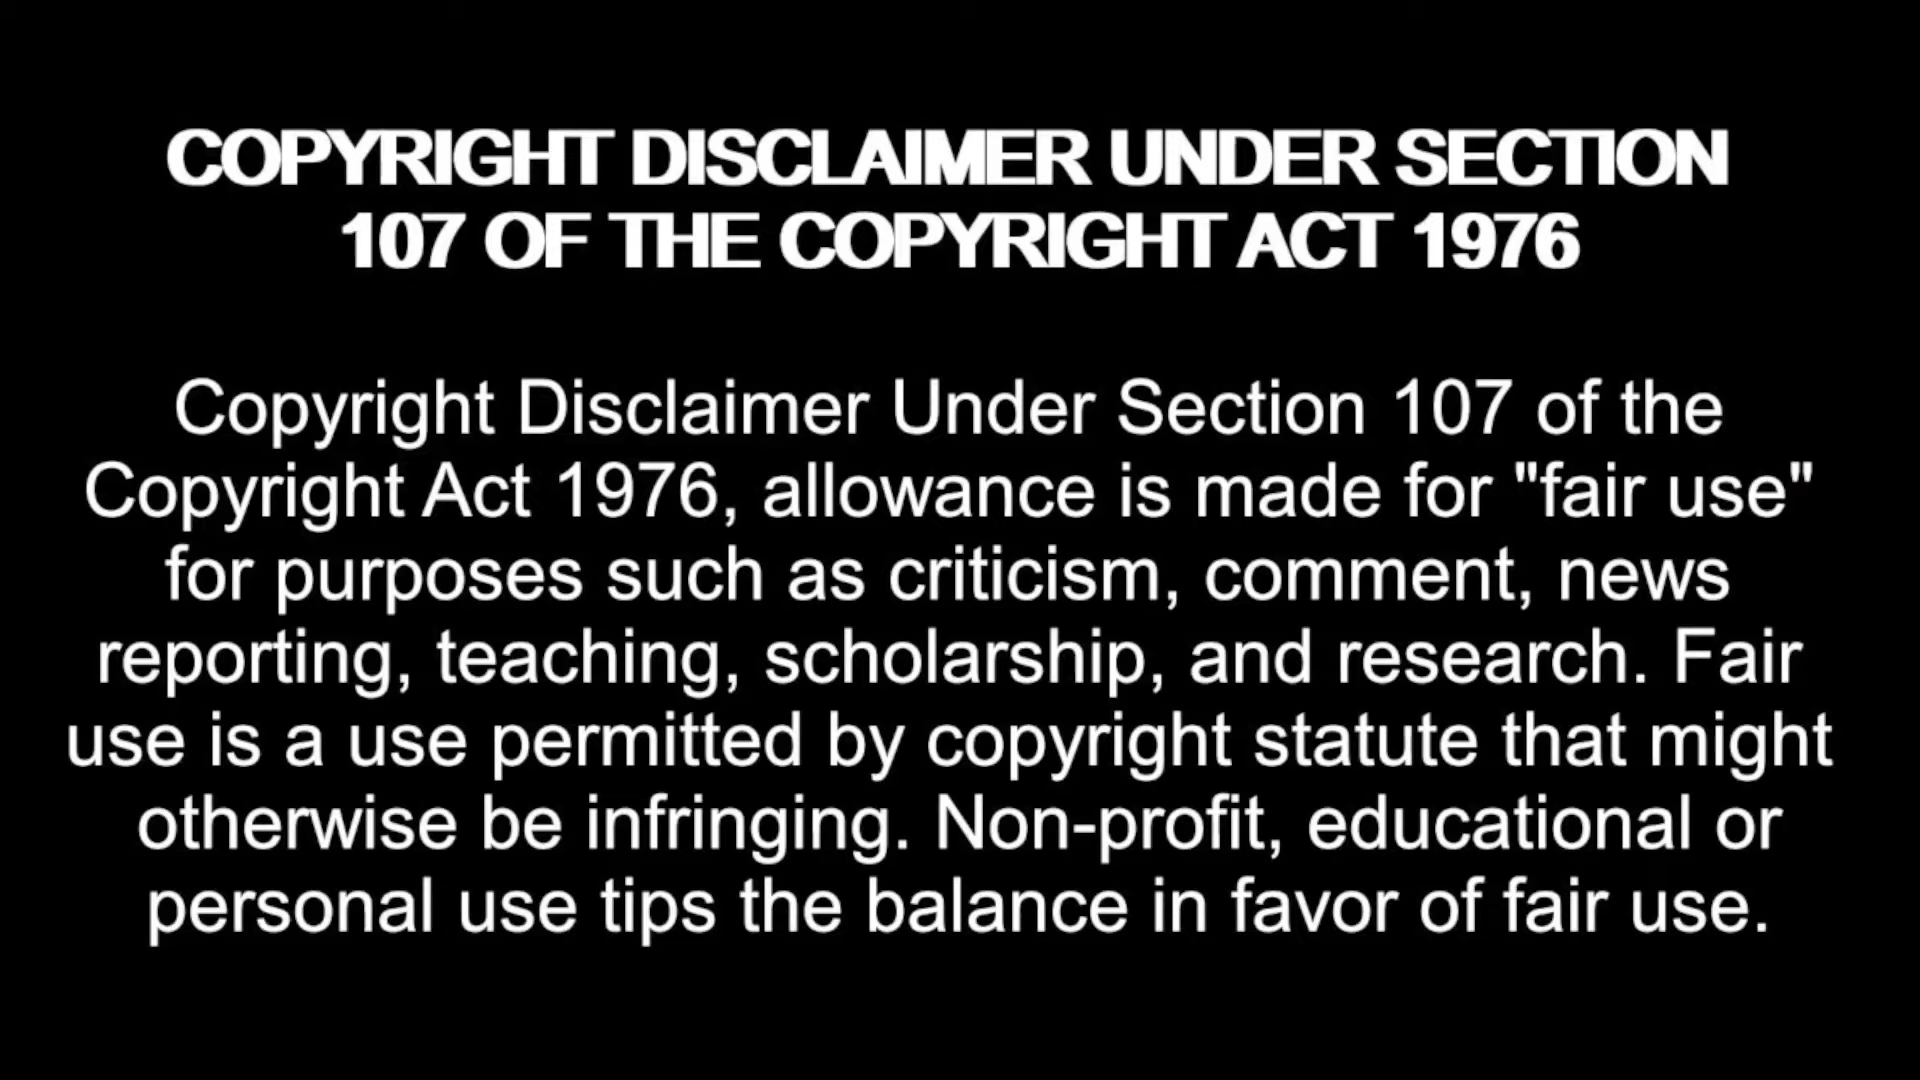 COPYRIGHT DISCLAIMER UNDER SECTION
107 OF THE COPYRIGHT ACT 1976
Copyright Disclaimer Under Section 107 of the
Copyright Act 1976, allowance is made for "fair use"
for purposes such as criticism, comment, news
reporting, teaching, scholarship, and research. Fair
use is a use permitted by copyright statute that might
otherwise be infringing. Non-profit, educational or
personal use tips the balance in favor of fair use.